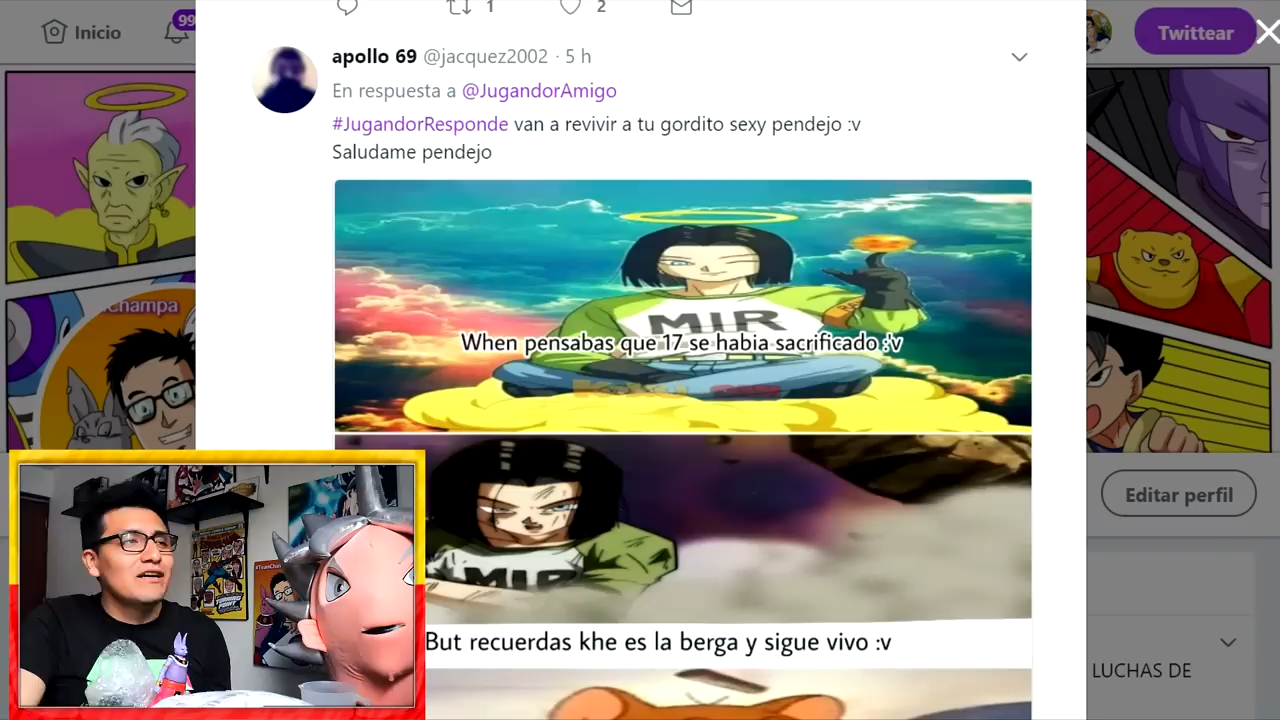 1
2
99
Inicio
Twittear
apollo 69 @jacquez2002 · 5 h
En respuesta a @JugandorAmigo
#JugandorResponde van a revivir a tu gordito sexy pendejo :v
Saludame pendejo
champa
MIR
When pensabas que 17 se habia sacrificado :'v
MIR
But recuerdas khe es la berga y sigue vivo :v
Editar perfil
LUCHAS DE
#TeamChan